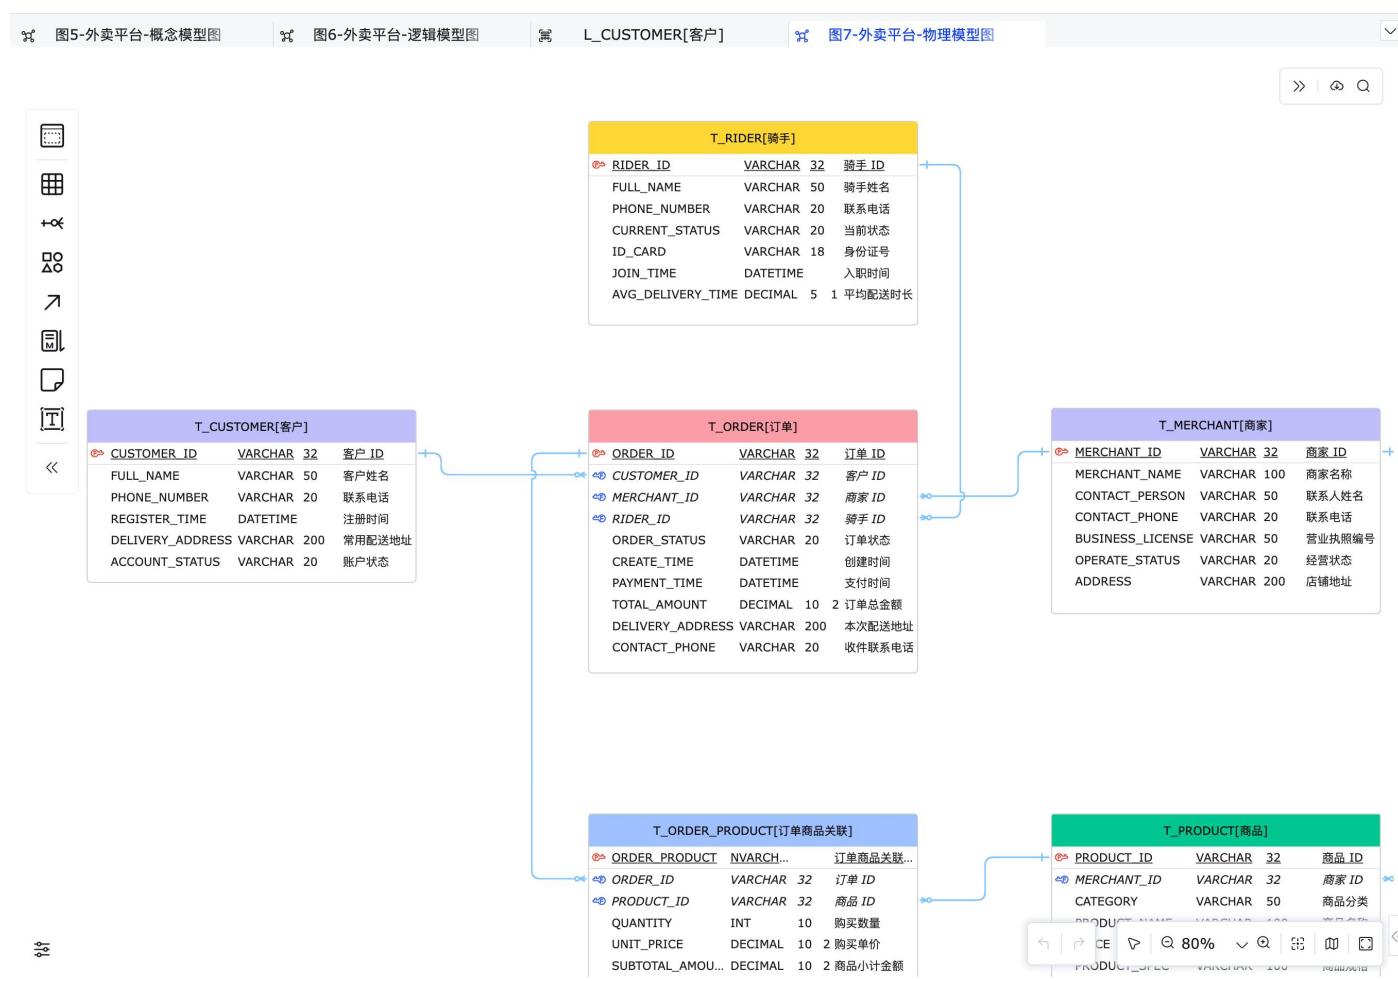 图5-外卖平台-概念模型图
图6-外卖平台-逻辑模型图
L_CUSTOMER[客户]
图7-外卖平台-物理模型图
T_RIDER[骑手]
RIDER_ID VARCHAR 32 骑手 ID
FULL_NAME VARCHAR 50 骑手姓名
PHONE_NUMBER VARCHAR 20 联系电话
CURRENT_STATUS VARCHAR 20 当前状态
ID_CARD VARCHAR 18 身份证号
JOIN_TIME DATETIME 入职时间
AVG_DELIVERY_TIME DECIMAL 5 1 平均配送时长
T_CUSTOMER[客户]
CUSTOMER_ID VARCHAR 32 客户 ID
FULL_NAME VARCHAR 50 客户姓名
PHONE_NUMBER VARCHAR 20 联系电话
REGISTER_TIME DATETIME 注册时间
DELIVERY_ADDRESS VARCHAR 200 常用配送地址
ACCOUNT_STATUS VARCHAR 20 账户状态
T_ORDER[订单]
ORDER_ID VARCHAR 32 订单 ID
CUSTOMER_ID VARCHAR 32 客户 ID
MERCHANT_ID VARCHAR 32 商家 ID
RIDER_ID VARCHAR 32 骑手 ID
ORDER_STATUS VARCHAR 20 订单状态
CREATE_TIME DATETIME 创建时间
PAYMENT_TIME DATETIME 支付时间
TOTAL_AMOUNT DECIMAL 10 2 订单总金额
DELIVERY_ADDRESS VARCHAR 200 本次配送地址
CONTACT_PHONE VARCHAR 20 收件联系电话
T_MERCHANT[商家]
MERCHANT_ID VARCHAR 32 商家 ID
MERCHANT_NAME VARCHAR 100 商家名称
CONTACT_PERSON VARCHAR 50 联系人姓名
CONTACT_PHONE VARCHAR 20 联系电话
BUSINESS_LICENSE VARCHAR 50 营业执照编号
OPERATE_STATUS VARCHAR 20 经营状态
ADDRESS VARCHAR 200 店铺地址
T_ORDER_PRODUCT[订单商品关联]
ORDER_PRODUCT NVARCH... 订单商品关联...
ORDER_ID VARCHAR 32 订单 ID
PRODUCT_ID VARCHAR 32 商品 ID
QUANTITY INT 10 购买数量
UNIT_PRICE DECIMAL 10 2 购买单价
SUBTOTAL_AMOU... DECIMAL 10 2 商品小计金额
T_PRODUCT[商品]
PRODUCT_ID VARCHAR 32 商品 ID
MERCHANT_ID VARCHAR 32 商家 ID
CATEGORY VARCHAR 50 商品分类
PRODUCT_NAME VARCHAR 100 商品名称
CE
PRODUCT_SPEC VARCHAR 100 商品规格
80%